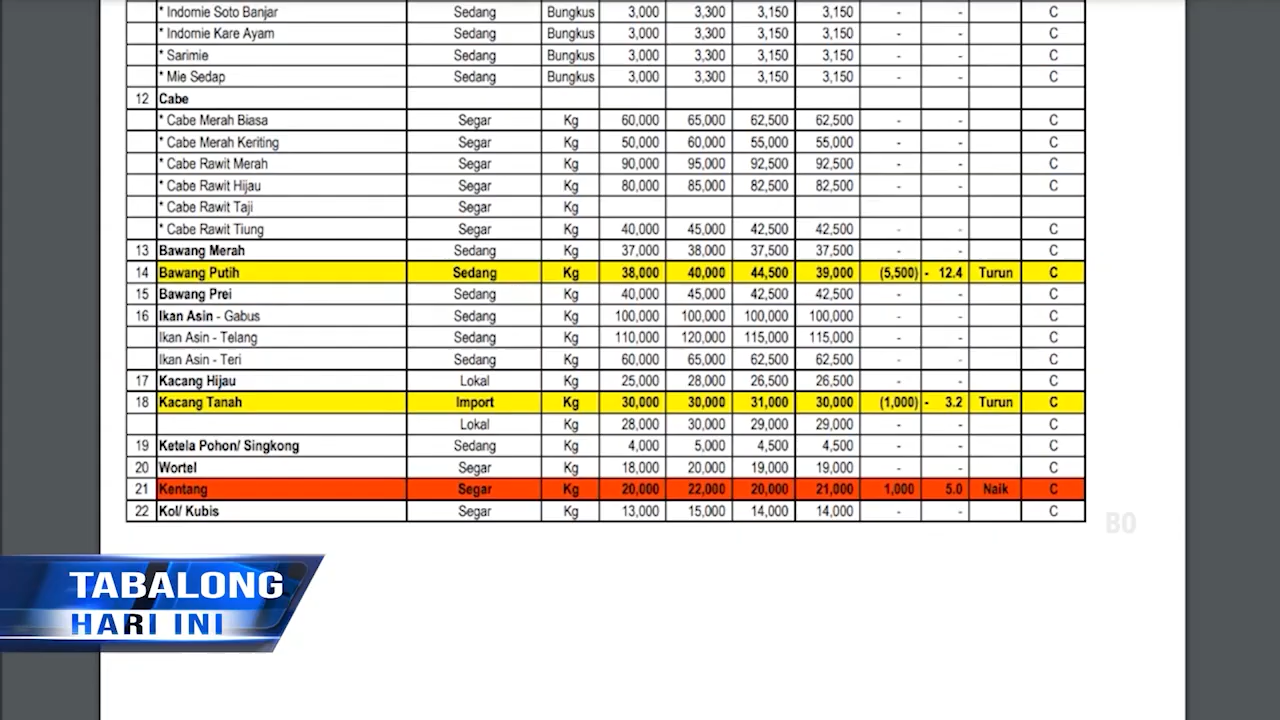 * Indomie Soto Banjar Sedang Bungkus 3,000 3,300 3,150 3,150 - - C
* Indomie Kare Ayam Sedang Bungkus 3,000 3,300 3,150 3,150 - - C
* Sarimie Sedang Bungkus 3,000 3,300 3,150 3,150 - - C
* Mie Sedap Sedang Bungkus 3,000 3,300 3,150 3,150 - - C
12 Cabe
* Cabe Merah Biasa Segar Kg 60,000 65,000 62,500 62,500 - - C
* Cabe Merah Keriting Segar Kg 50,000 60,000 55,000 55,000 - - C
* Cabe Rawit Merah Segar Kg 90,000 95,000 92,500 92,500 - - C
* Cabe Rawit Hijau Segar Kg 80,000 85,000 82,500 82,500 - - C
* Cabe Rawit Taji Segar Kg
* Cabe Rawit Tiung Segar Kg 40,000 45,000 42,500 42,500 - - C
13 Bawang Merah Sedang Kg 37,000 38,000 37,500 37,500 - - C
14 Bawang Putih Sedang Kg 38,000 40,000 44,500 39,000 (5,500) - 12.4 Turun C
15 Bawang Prei Sedang Kg 40,000 45,000 42,500 42,500 - - C
16 Ikan Asin - Gabus Sedang Kg 100,000 100,000 100,000 100,000 - - C
Ikan Asin - Telang Sedang Kg 110,000 120,000 115,000 115,000 - - C
Ikan Asin - Teri Sedang Kg 60,000 65,000 62,500 62,500 - - C
17 Kacang Hijau Lokal Kg 25,000 28,000 26,500 26,500 - - C
18 Kacang Tanah Import Kg 30,000 30,000 31,000 30,000 (1,000) - 3.2 Turun C
Lokal Kg 28,000 30,000 29,000 29,000 - - C
19 Ketela Pohon/ Singkong Sedang Kg 4,000 5,000 4,500 4,500 - - C
20 Wortel Segar Kg 18,000 20,000 19,000 19,000 - - C
21 Kentang Segar Kg 20,000 22,000 20,000 21,000 1,000 5.0 Naik C
22 Kol/ Kubis Segar Kg 13,000 15,000 14,000 14,000 - - C
BO
TABALONG
HARI INI